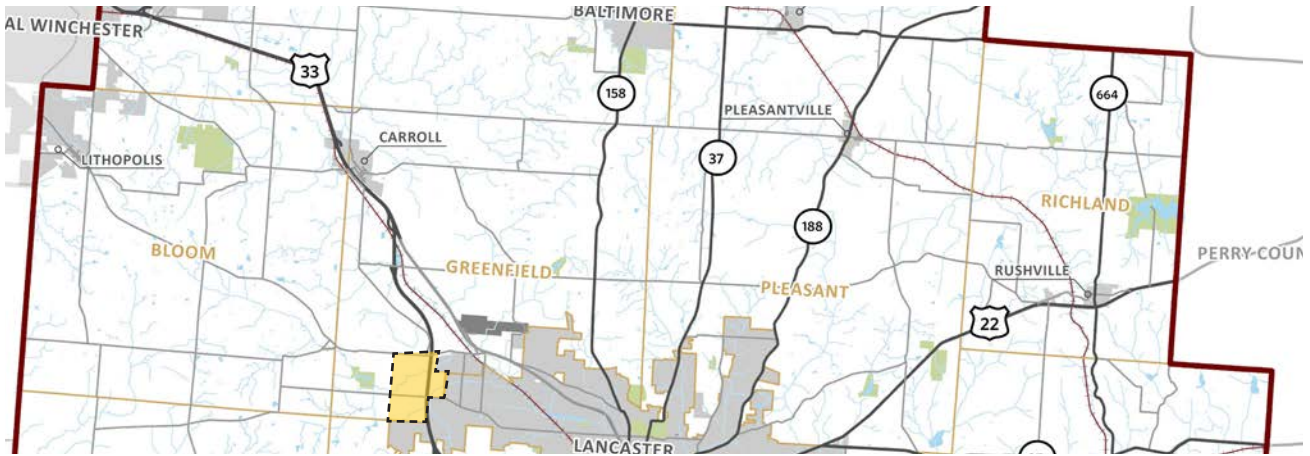 BALTIMORE
AL WINCHESTER
33
158
664
PLEASANTVILLE
CARROLL
37
LITHOPOLIS
RICHLAND
188
BLOOM
PERRY COUN
GREENFIELD
RUSHVILLE
PLEASANT
22
LANCASTER